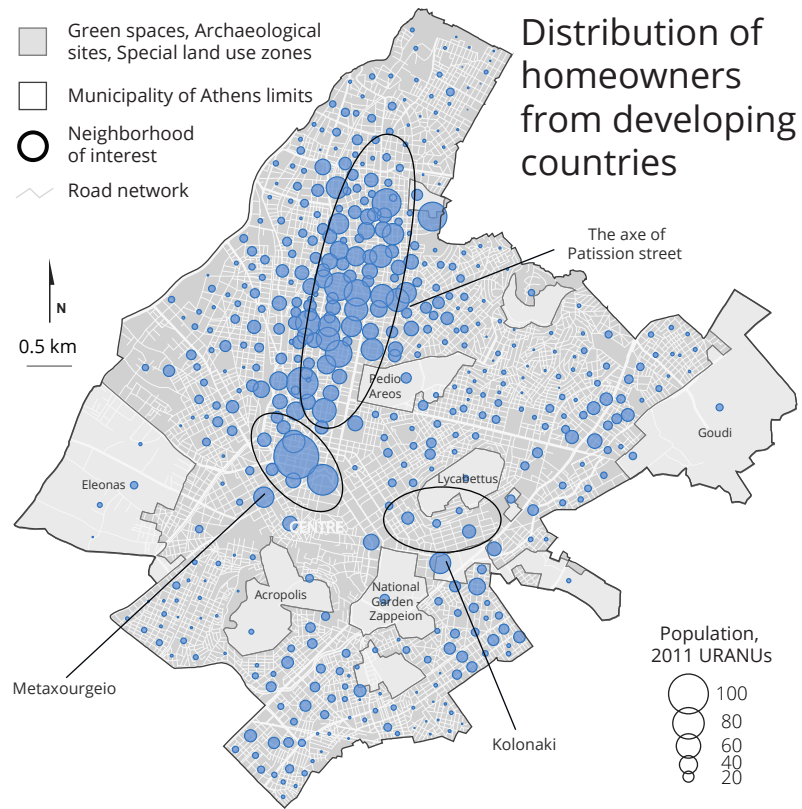 Green spaces, Archaeological
sites, Special land use zones
Municipality of Athens limits
Neighborhood
of interest
Road network
Distribution of
homeowners
from developing
countries
N
0.5 km
The axe of
Patission street
Pedio
Areos
Goudi
Lycabettus
Eleonas
CENTRE
Acropolis
National
Garden
Zappeion
Metaxourgeio
Kolonaki
Population,
2011 URANUs
100
80
60
40
20